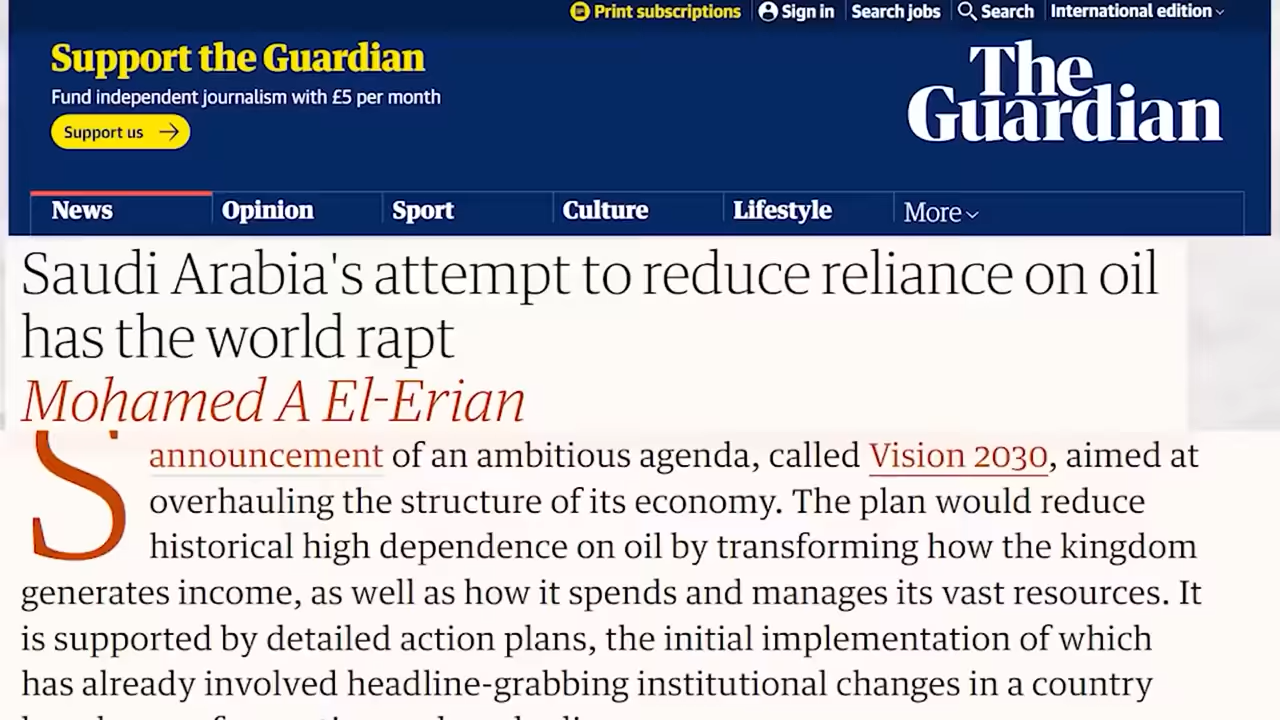 Print subscriptions
Sign in
Search jobs
Search
International edition
Support the Guardian
Fund independent journalism with £5 per month
Support us
The
Guardian
News
Opinion
Sport
Culture
Lifestyle
More
Saudi Arabia's attempt to reduce reliance on oil
has the world rapt
Mohamed A El-Erian
S
announcement of an ambitious agenda, called Vision 2030, aimed at
overhauling the structure of its economy. The plan would reduce
historical high dependence on oil by transforming how the kingdom
generates income, as well as how it spends and manages its vast resources. It
is supported by detailed action plans, the initial implementation of which
has already involved headline-grabbing institutional changes in a country